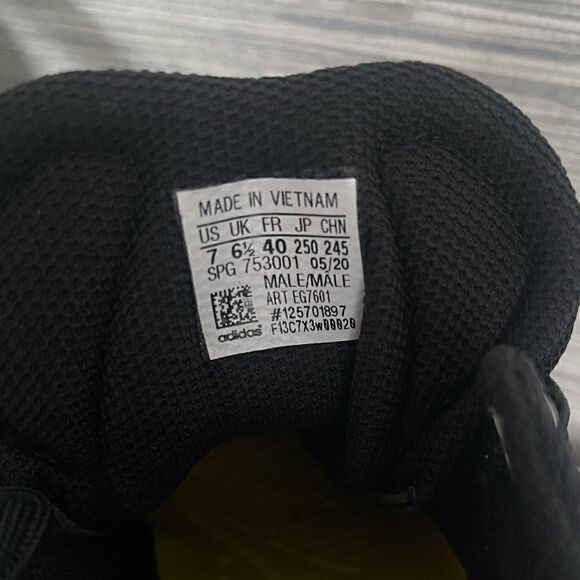 MADE IN VIETNAM
US UK FR JP CHN
7 6½ 40 250 245
SPG 753001 05/20
MALE/MÂLE
ART EG7601
#125701897
adidas® F13C7X3W00020